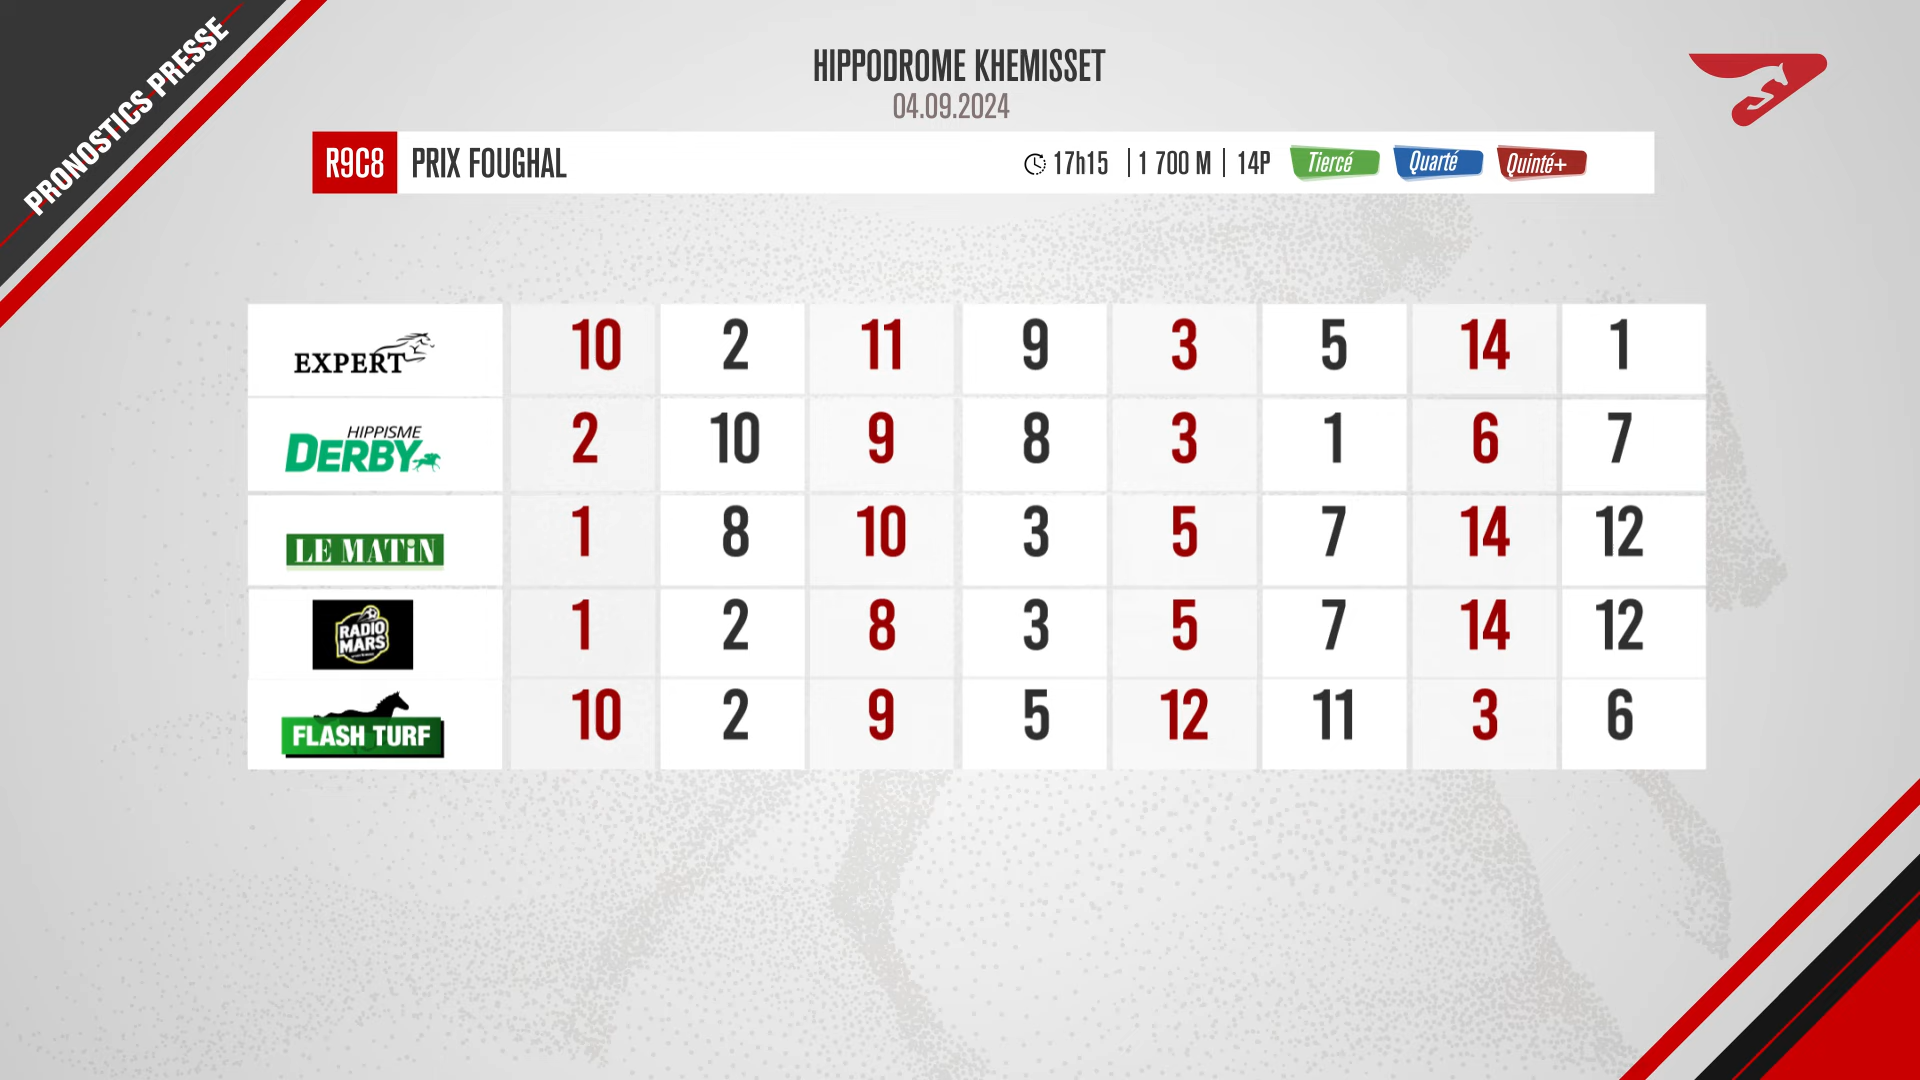 PRONOSTICS PRESSE
HIPPODROME KHEMISSET
04.09.2024
R9C8 PRIX FOUGHAL 17h15 | 1 700 M | 14P Tiercé Quarté Quinté+
EXPERT 10 2 11 9 3 5 14 1
HIPPISME
DERBY 2 10 9 8 3 1 6 7
LE MATiN 1 8 10 3 5 7 14 12
RADIO
MARS 1 2 8 3 5 7 14 12
FLASH TURF 10 2 9 5 12 11 3 6